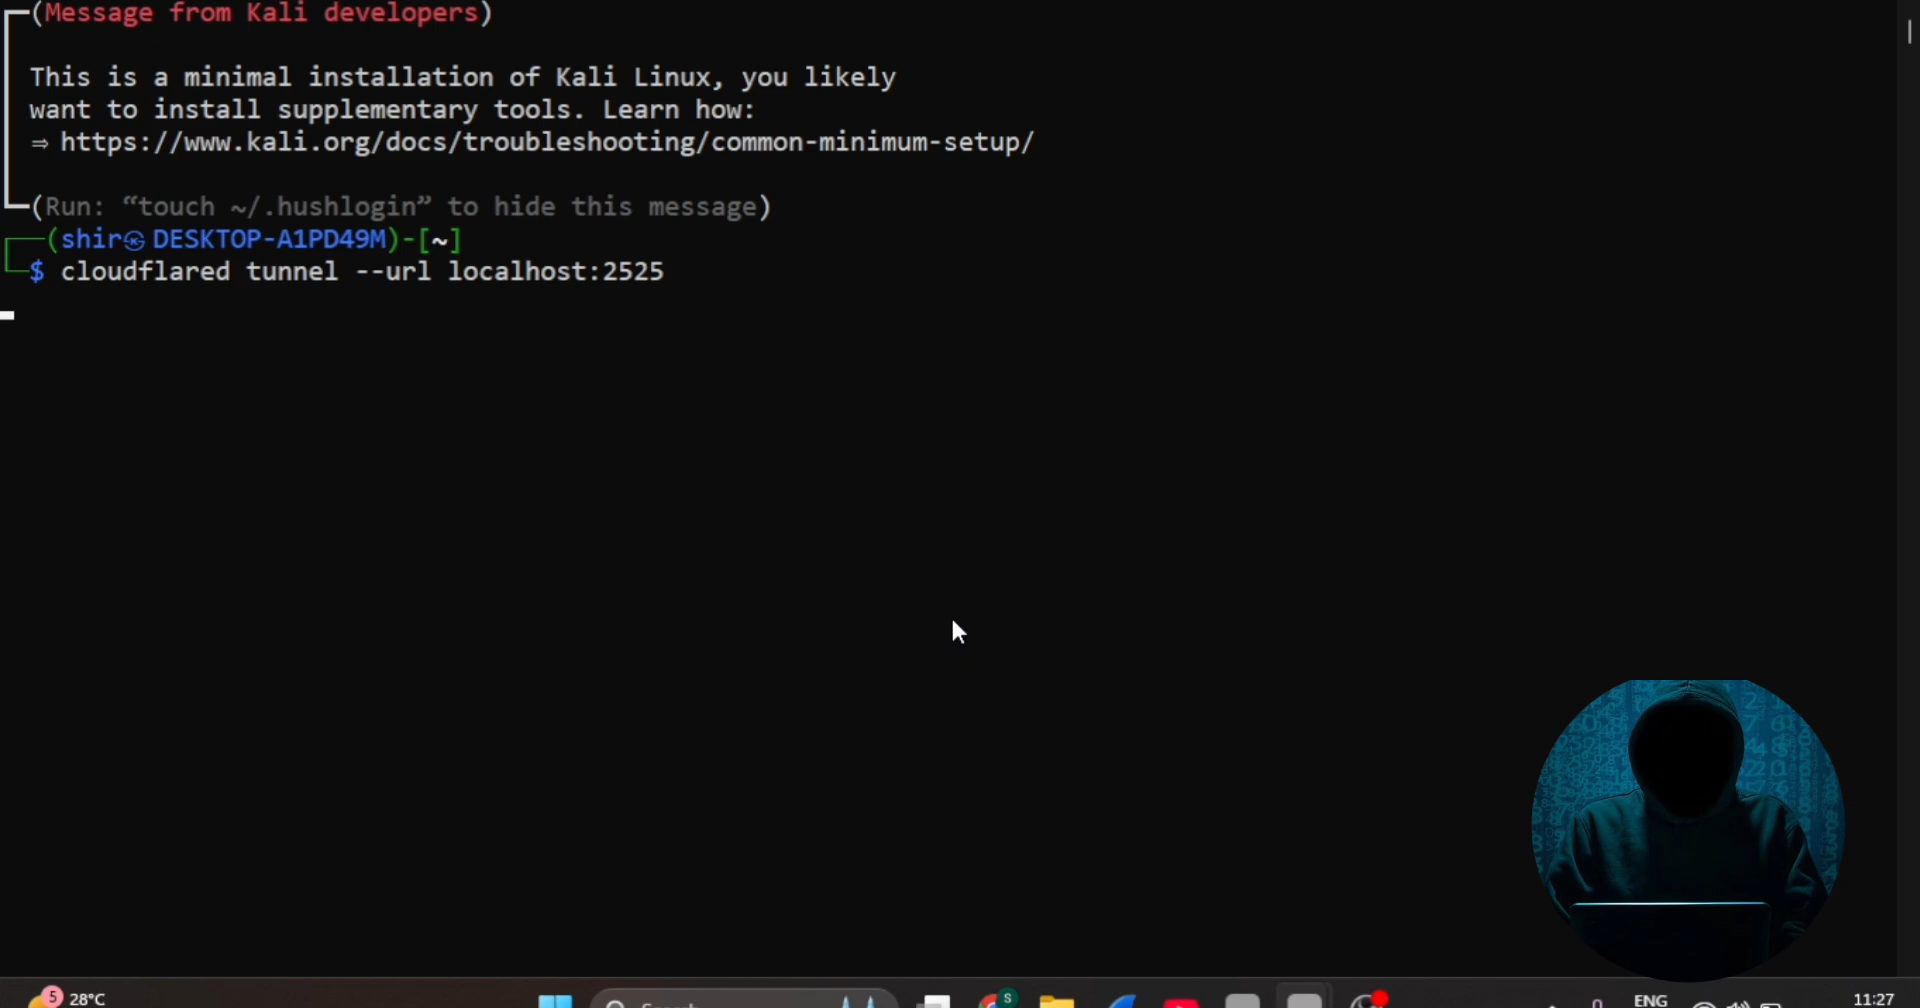 (Message from Kali developers)
This is a minimal installation of Kali Linux, you likely
want to install supplementary tools. Learn how:
⇒ https://www.kali.org/docs/troubleshooting/common-minimum-setup/
(Run: “touch ~/.hushlogin” to hide this message)
(shir㉿DESKTOP-A1PD49M)-[~]
$ cloudflared tunnel --url localhost:2525
5
28°C
Search
S
ENG
11:27